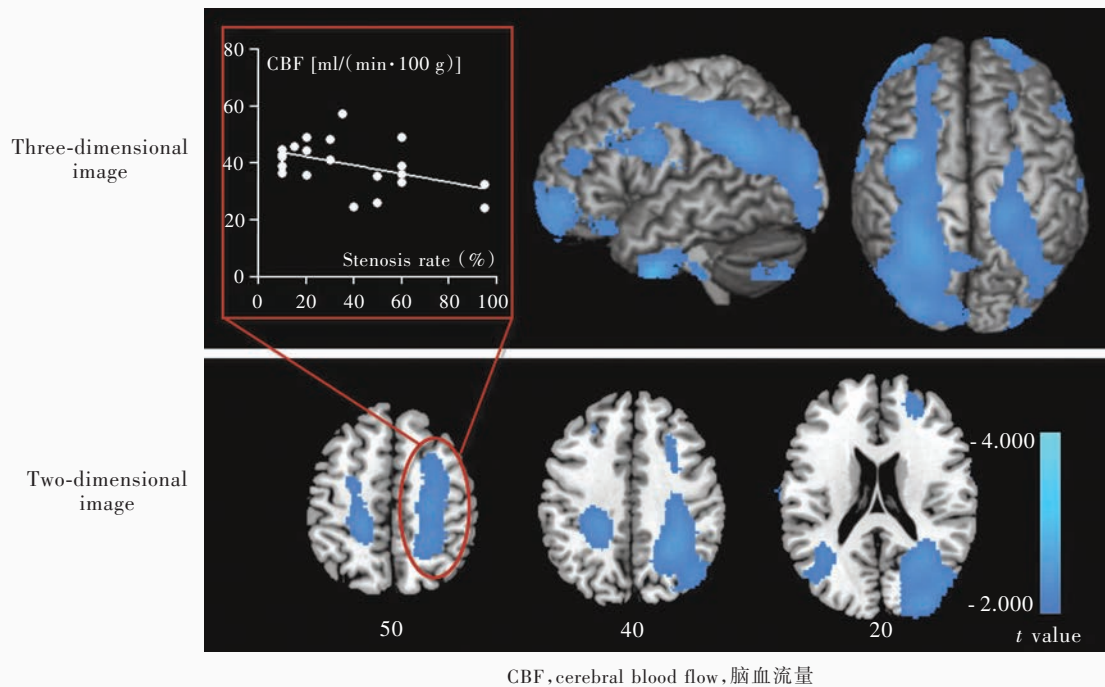 Three-dimensional
image
80
60
40
20
0
CBF [ml/(min·100 g)]
Stenosis rate (%)
0 20 40 60 80 100
Two-dimensional
image
50
40
20
- 4.000
- 2.000
t value
CBF,cerebral blood flow,脑血流量